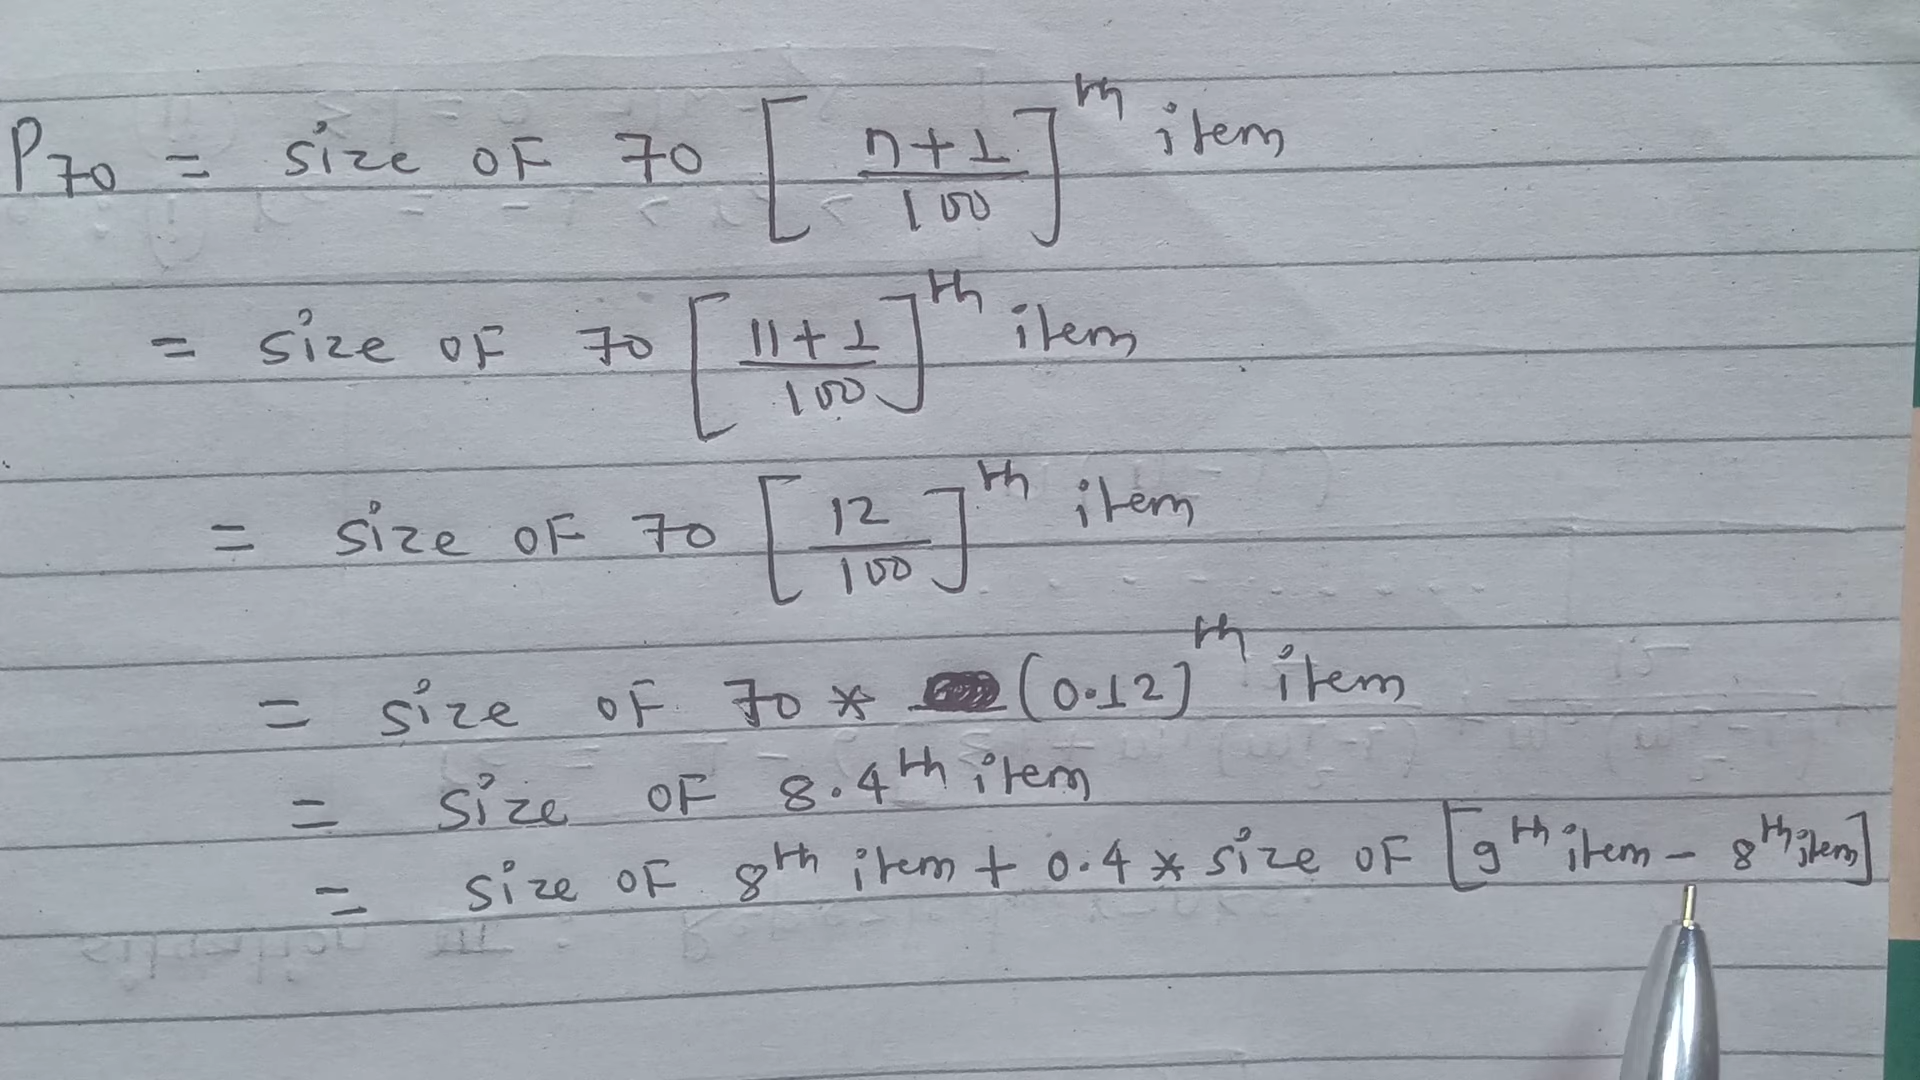 P70 = size of 70 [ n+1 / 100 ]th item
= size of 70 [ 11+1 / 100 ]th item
= size of 70 [ 12 / 100 ]th item
= size of 70 * (0.12)th item
= size of 8.4th item
= size of 8th item + 0.4 * size of [9th item - 8th item]